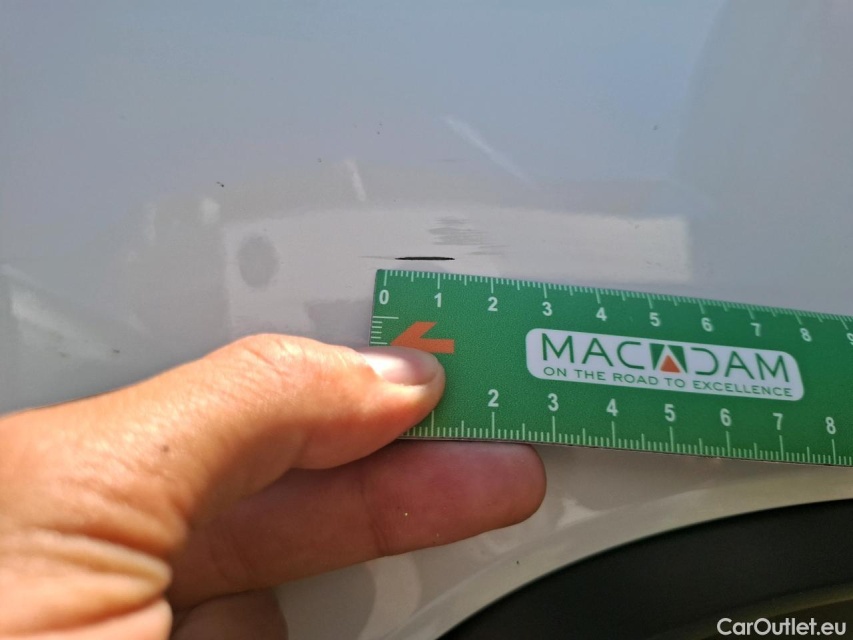 0 1 2 3 4 5 6 7 8 9
MACADAM
ON THE ROAD TO EXCELLENCE
2 3 4 5 6 7 8
CarOutlet.eu